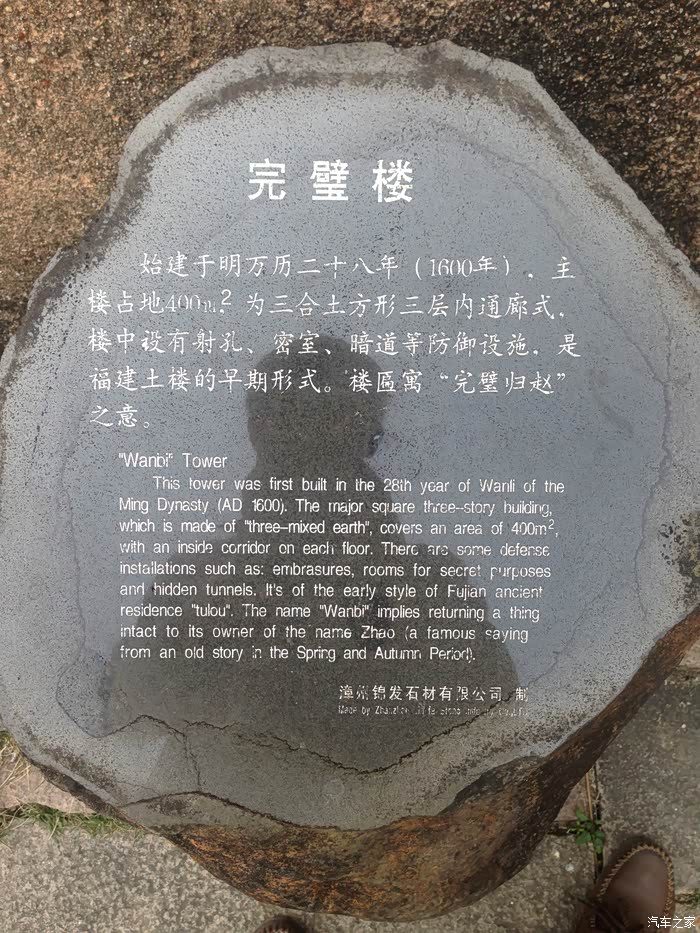 完璧楼
始建于明万历二十八年（1600年），主
楼占地400m²，为三合土方形三层内通廊式，
楼中设有射孔、密室、暗道等防御设施，是
福建土楼的早期形式。楼匾寓“完璧归赵”
之意。
"Wanbi" Tower
This tower was first built in the 28th year of Wanli of the
Ming Dynasty (AD 1600). The major square three-story building,
which is made of "three-mixed earth", covers an area of 400m²,
with an inside corridor on each floor. There are some defense
installations such as: embrasures, rooms for secret purposes
and hidden tunnels. It's of the early style of Fujian ancient
residence "tulou". The name "Wanbi" implies returning a thing
intact to its owner of the name Zhao (a famous saying
from an old story in the Spring and Autumn Period).
漳州锦发石材有限公司 制
Made by Zhangzhou
汽车之家